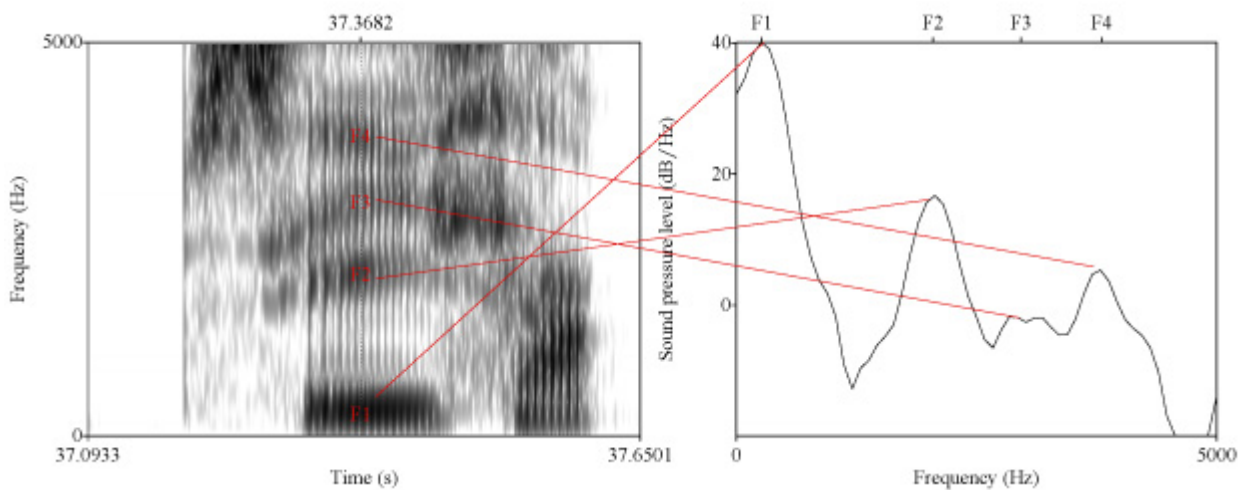 37.3682
5000
Frequency (Hz)
F4
F3
F2
F1
0
37.0933
37.6501
Time (s)
F1
F2
F3
F4
40
20
0
Sound pressure level (dB/Hz)
0
5000
Frequency (Hz)